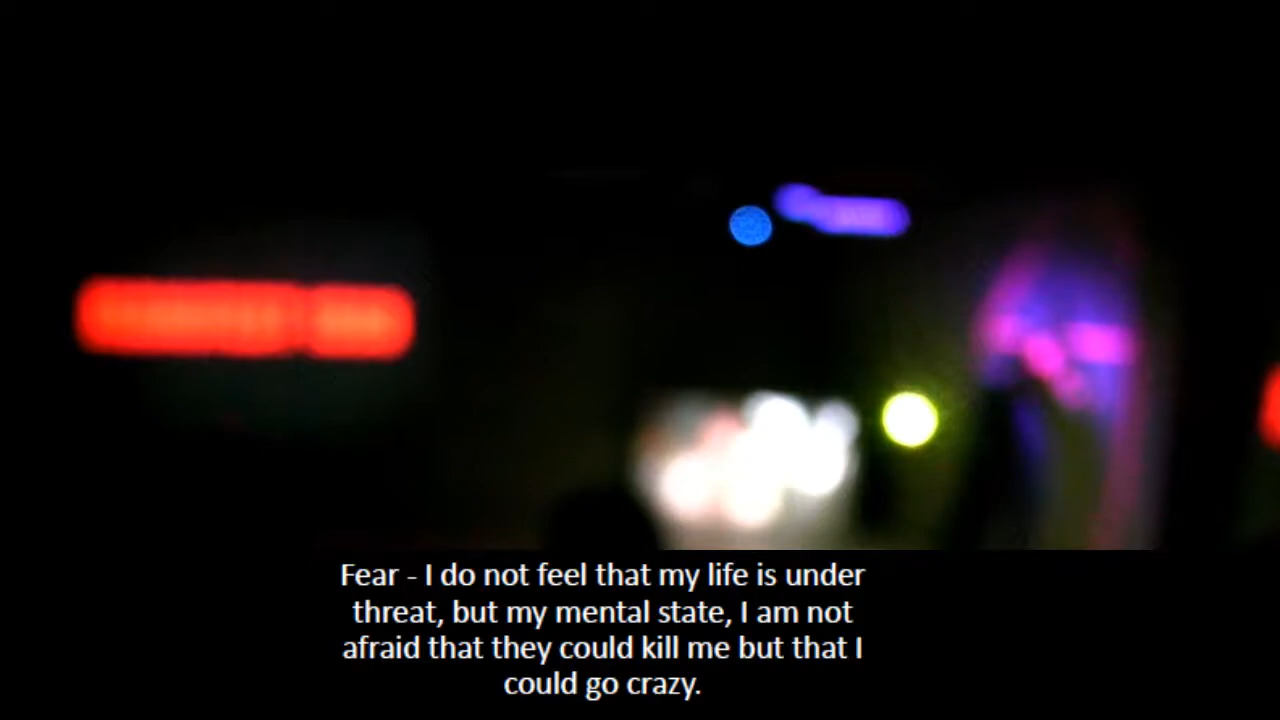 Fear - I do not feel that my life is under
threat, but my mental state, I am not
afraid that they could kill me but that I
could go crazy.